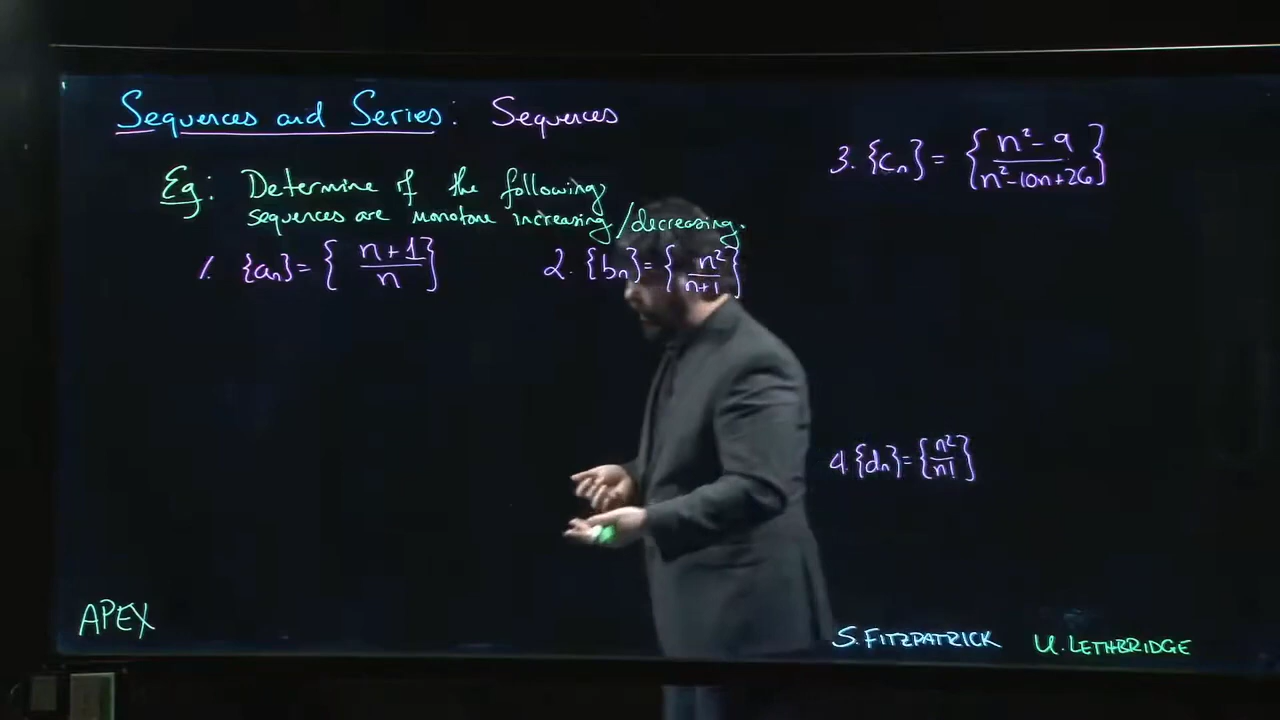 Sequences and Series: Sequences
Eg: Determine if the following
sequences are monotone increasing/decreasing.
1. {aₙ} = { (n+1)/n }
2. {bₙ} = { n²/(n+1) }
3. {cₙ} = { (n²-9)/(n²-10n+26) }
4. {dₙ} = { n²/n! }
APEX
S. FITZPATRICK
U. LETHBRIDGE